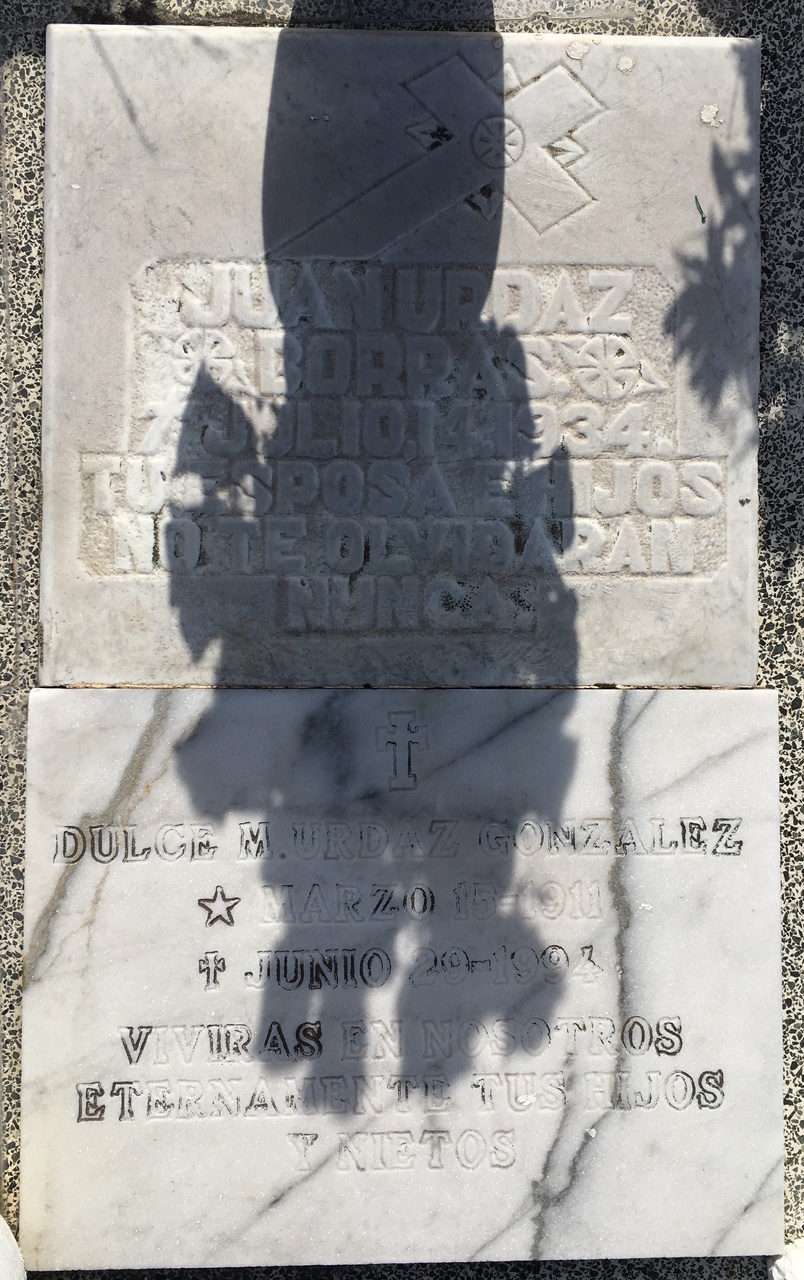 JUAN URDAZ
BORRAS.
JULIO.14.1934.
TU ESPOSA E HIJOS
NO TE OLVIDARAN
NUNCA
DULCE M. URDAZ GONZALEZ
MARZO 15-1911
JUNIO 29-1994
VIVIRAS EN NOSOTROS
ETERNAMENTE TUS HIJOS
Y NIETOS